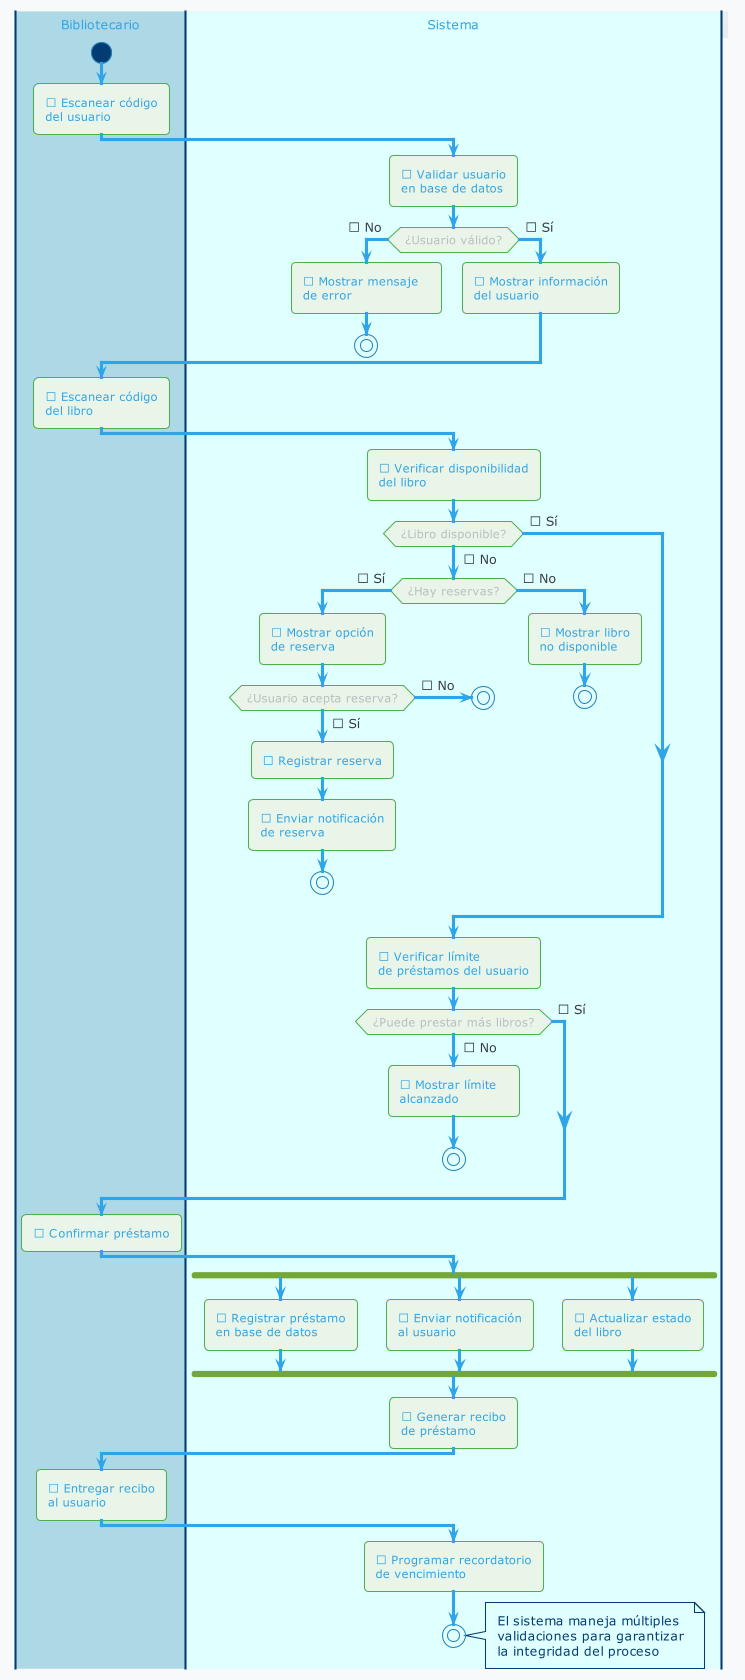 Bibliotecario
Sistema
□ Escanear código
del usuario
□ Validar usuario
en base de datos
□ No
¿Usuario válido?
□ Sí
□ Mostrar mensaje
de error
□ Mostrar información
del usuario
□ Escanear código
del libro
□ Verificar disponibilidad
del libro
¿Libro disponible?
□ Sí
□ No
□ Sí
¿Hay reservas?
□ No
□ Mostrar opción
de reserva
□ Mostrar libro
no disponible
¿Usuario acepta reserva?
□ No
□ Sí
□ Registrar reserva
□ Enviar notificación
de reserva
□ Verificar límite
de préstamos del usuario
¿Puede prestar más libros?
□ Sí
□ No
□ Mostrar límite
alcanzado
□ Confirmar préstamo
□ Registrar préstamo
en base de datos
□ Enviar notificación
al usuario
□ Actualizar estado
del libro
□ Generar recibo
de préstamo
□ Entregar recibo
al usuario
□ Programar recordatorio
de vencimiento
El sistema maneja múltiples
validaciones para garantizar
la integridad del proceso